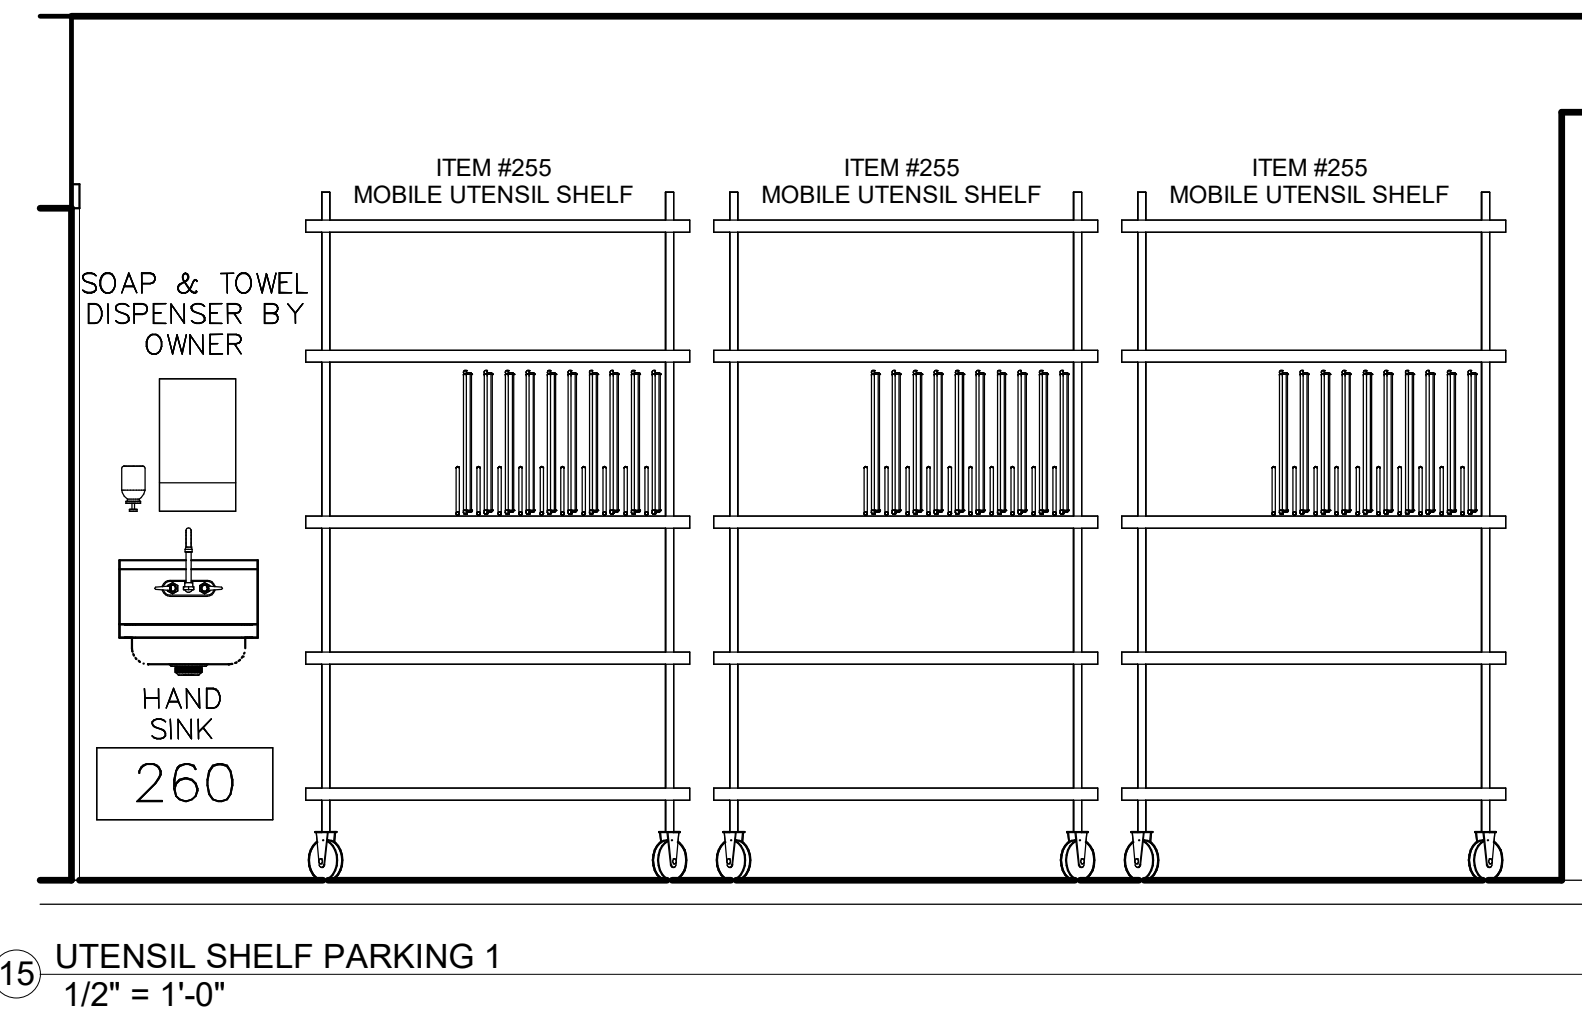 ITEM #255
MOBILE UTENSIL SHELF
ITEM #255
MOBILE UTENSIL SHELF
ITEM #255
MOBILE UTENSIL SHELF
SOAP & TOWEL
DISPENSER BY
OWNER
HAND
SINK
260
15
UTENSIL SHELF PARKING 1
1/2" = 1'-0"